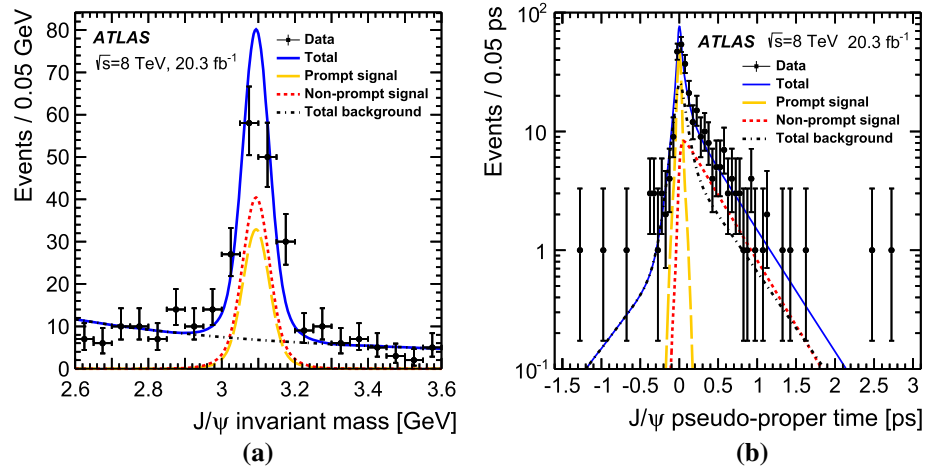 Events / 0.05 GeV
80
70
60
50
40
30
20
10
0
2.6
2.8
3
3.2
3.4
3.6
J/ψ invariant mass [GeV]
ATLAS
√s=8 TeV, 20.3 fb⁻¹
Data
Total
Prompt signal
Non-prompt signal
Total background
(a)
Events / 0.05 ps
10²
10
1
10⁻¹
-1.5
-1
-0.5
0
0.5
1
1.5
2
2.5
3
J/ψ pseudo-proper time [ps]
ATLAS √s=8 TeV 20.3 fb⁻¹
Data
Total
Prompt signal
Non-prompt signal
Total background
(b)